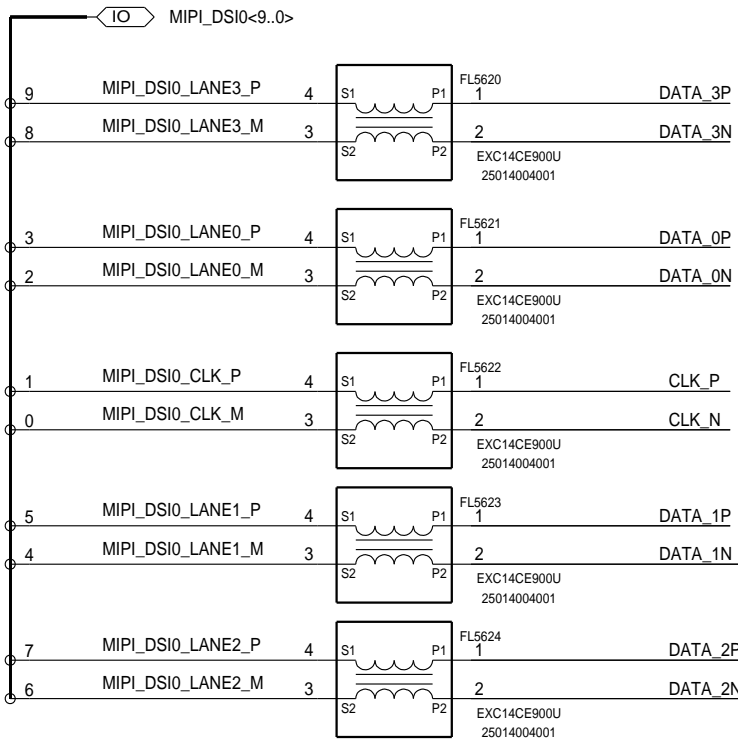 IO MIPI_DSI0<9..0>
FL5620
9 MIPI_DSI0_LANE3_P 4 S1 P1 1 DATA_3P
8 MIPI_DSI0_LANE3_M 3 S2 P2 2 DATA_3N
EXC14CE900U
25014004001
FL5621
3 MIPI_DSI0_LANE0_P 4 S1 P1 1 DATA_0P
2 MIPI_DSI0_LANE0_M 3 S2 P2 2 DATA_0N
EXC14CE900U
25014004001
FL5622
1 MIPI_DSI0_CLK_P 4 S1 P1 1 CLK_P
0 MIPI_DSI0_CLK_M 3 S2 P2 2 CLK_N
EXC14CE900U
25014004001
FL5623
5 MIPI_DSI0_LANE1_P 4 S1 P1 1 DATA_1P
4 MIPI_DSI0_LANE1_M 3 S2 P2 2 DATA_1N
EXC14CE900U
25014004001
FL5624
7 MIPI_DSI0_LANE2_P 4 S1 P1 1 DATA_2P
6 MIPI_DSI0_LANE2_M 3 S2 P2 2 DATA_2N
EXC14CE900U
25014004001